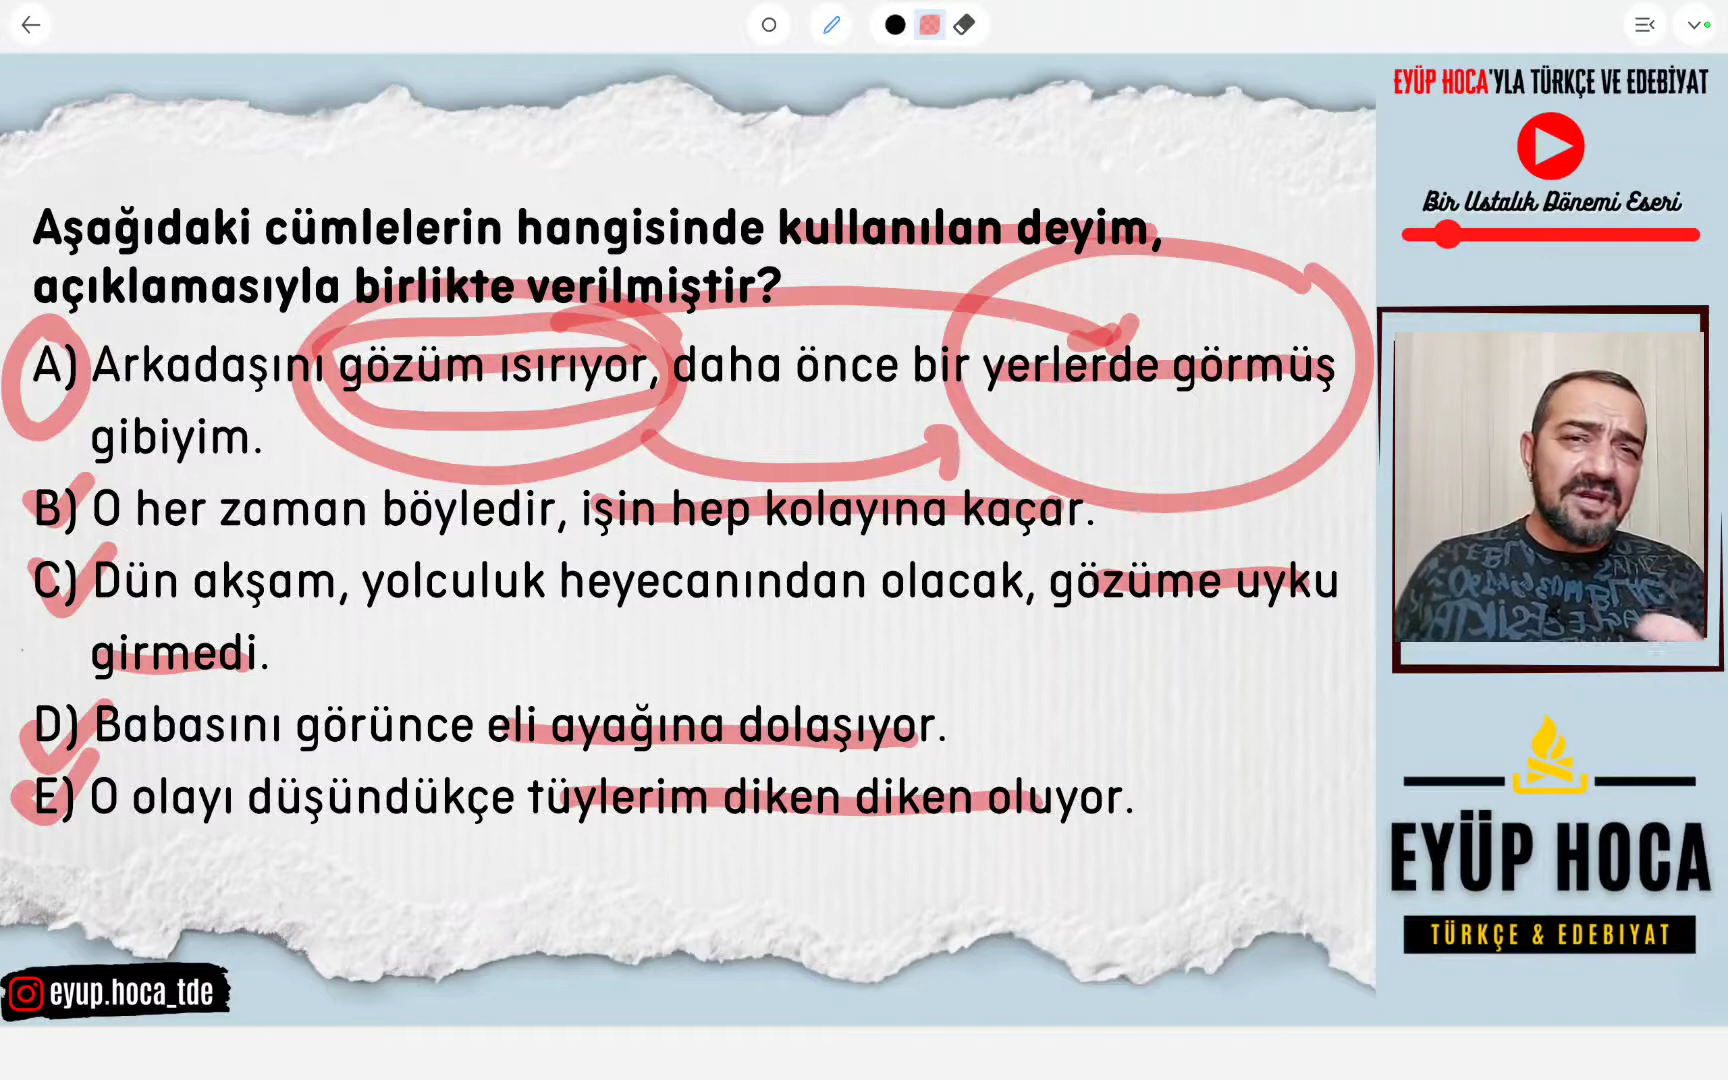 EYÜP HOCA'YLA TÜRKÇE VE EDEBİYAT
Bir Ustalık Dönemi Eseri
Aşağıdaki cümlelerin hangisinde kullanılan deyim,
açıklamasıyla birlikte verilmiştir?
A) Arkadaşını gözüm ısırıyor, daha önce bir yerlerde görmüş
gibiyim.
B) O her zaman böyledir, işin hep kolayına kaçar.
C) Dün akşam, yolculuk heyecanından olacak, gözüme uyku
girmedi.
D) Babasını görünce eli ayağına dolaşıyor.
E) O olayı düşündükçe tüylerim diken diken oluyor.
EYÜP HOCA
TÜRKÇE & EDEBIYAT
eyup.hoca_tde